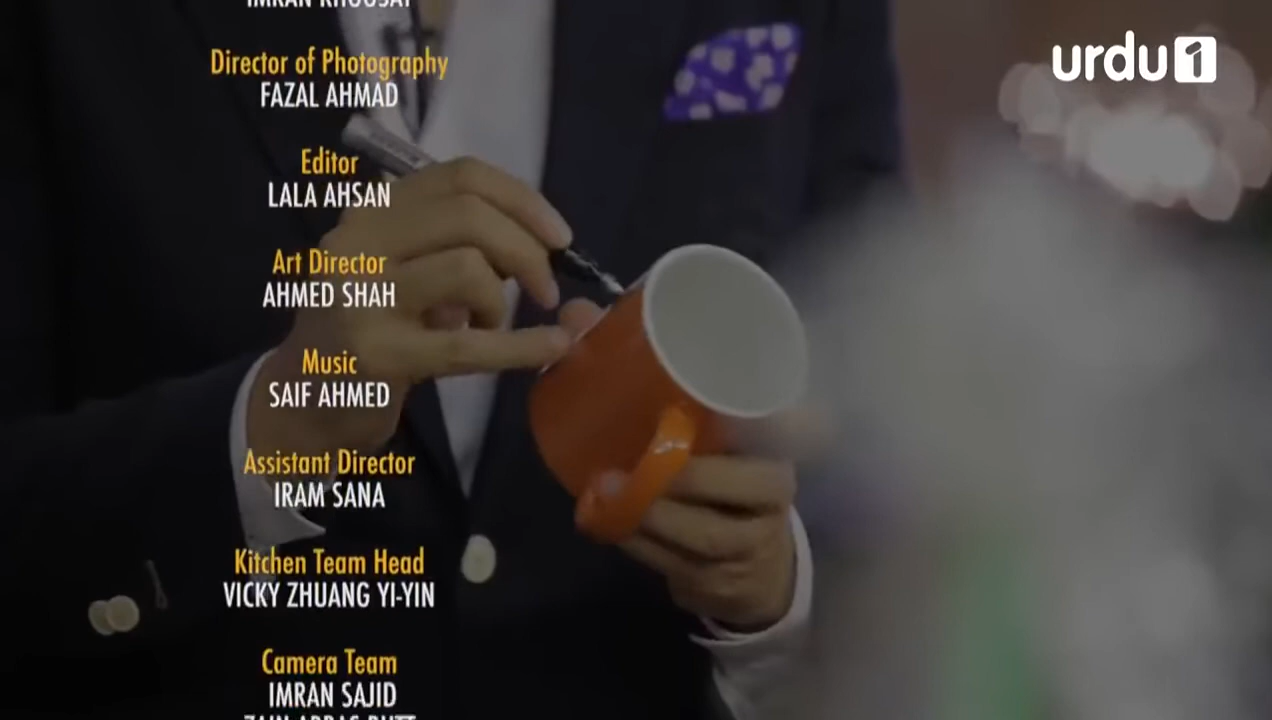 urdu1
Director of Photography
FAZAL AHMAD
Editor
LALA AHSAN
Art Director
AHMED SHAH
Music
SAIF AHMED
Assistant Director
IRAM SANA
Kitchen Team Head
VICKY ZHUANG YI-YIN
Camera Team
IMRAN SAJID